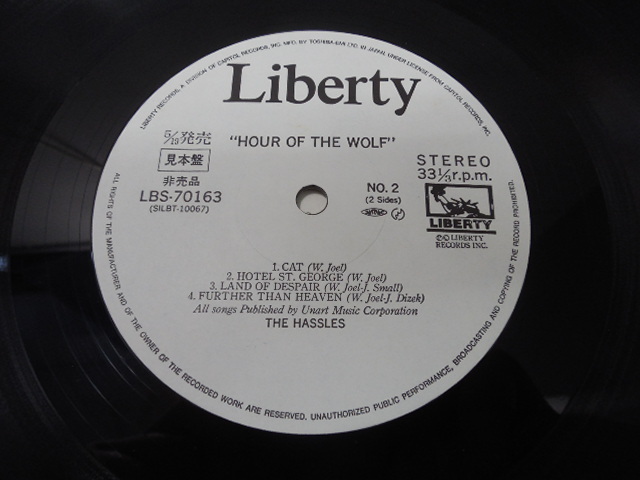 LIBERTY RECORDS, A DIVISION OF CAPITOL RECORDS, INC. MFD. BY TOSHIBA-EMI LTD. IN JAPAN, UNDER LICENSE FROM CAPITOL RECORDS, INC.
Liberty
5/19発売
"HOUR OF THE WOLF"
見本盤
非売品
LBS-70163
(SILBT-10067)
NO. 2
(2 Sides)
STEREO
33 1/3 r.p.m.
LIBERTY
©℗ LIBERTY
RECORDS INC.
1. CAT (W. Joel)
2. HOTEL ST. GEORGE (W. Joel)
3. LAND OF DESPAIR (W. Joel-J. Small)
4. FURTHER THAN HEAVEN (W. Joel-J. Dizek)
All songs Published by Unart Music Corporation
THE HASSLES
ALL RIGHTS OF THE MANUFACTURER AND OF THE OWNER OF THE RECORDED WORK ARE RESERVED. UNAUTHORIZED PUBLIC PERFORMANCE, BROADCASTING AND COPYING OF THE RECORD PROHIBITED.